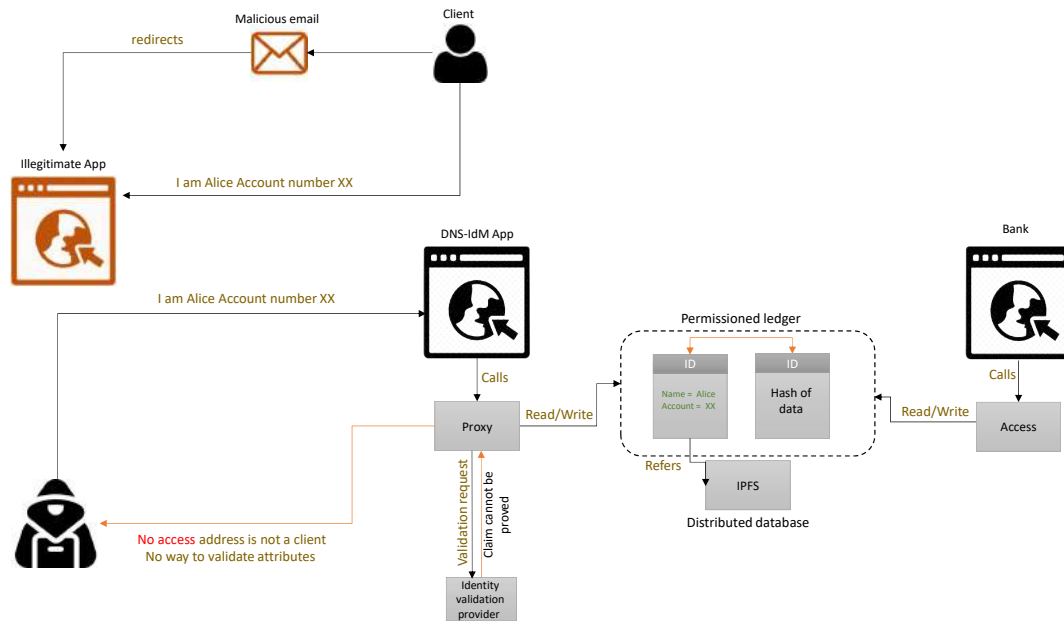 Client
Malicious email
redirects
Illegitimate App
I am Alice Account number XX
DNS-IdM App
Bank
I am Alice Account number XX
Permissioned ledger
ID
ID
Calls
Calls
Name = Alice
Account = XX
Hash of
data
Read/Write
Read/Write
Proxy
Access
Refers
IPFS
Distributed database
Validation request
Claim cannot be
proved
No access address is not a client
No way to validate attributes
Identity
validation
provider